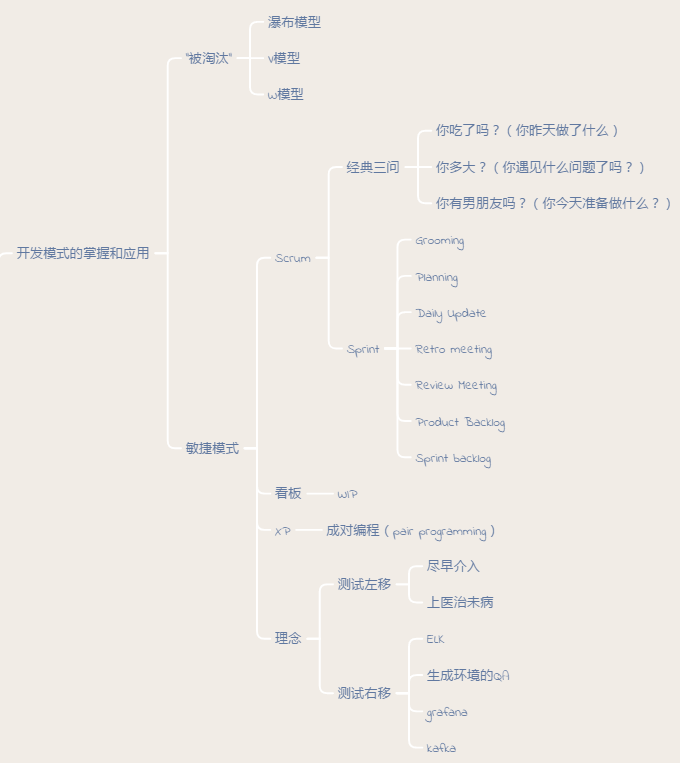 开发模式的掌握和应用
"被淘汰"
瀑布模型
v模型
w模型
敏捷模式
Scrum
经典三问
你吃了吗？（你昨天做了什么）
你多大？（你遇见什么问题了吗？）
你有男朋友吗？（你今天准备做什么？）
Sprint
Grooming
Planning
Daily Update
Retro meeting
Review Meeting
Product Backlog
Sprint backlog
看板
WIP
XP
成对编程（pair programming）
理念
测试左移
尽早介入
上医治未病
测试右移
ELK
生成环境的QA
grafana
kafka